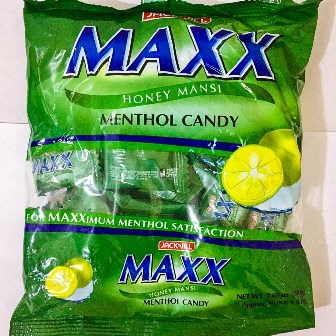 JACK 'n JILL
MAXX
HONEY MANSI
MENTHOL CANDY
MAXX
FOR MAXXIMUM MENTHOL SATISFACTION
JACK 'n JILL
MAXX
HONEY MANSI
MENTHOL CANDY
NET WT.